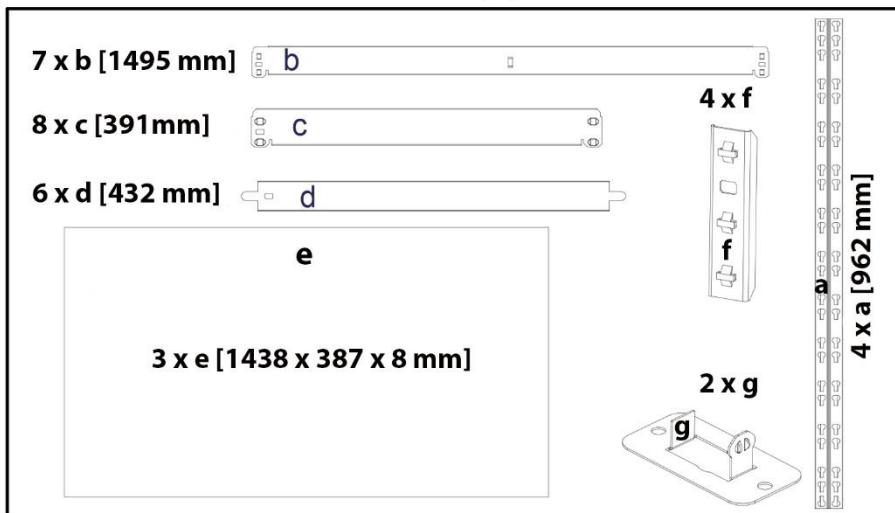 7 x b [1495 mm]
b
4 x f
8 x c [391mm]
c
6 x d [432 mm]
d
f
a
4 x a [962 mm]
e
3 x e [1438 x 387 x 8 mm]
2 x g
g